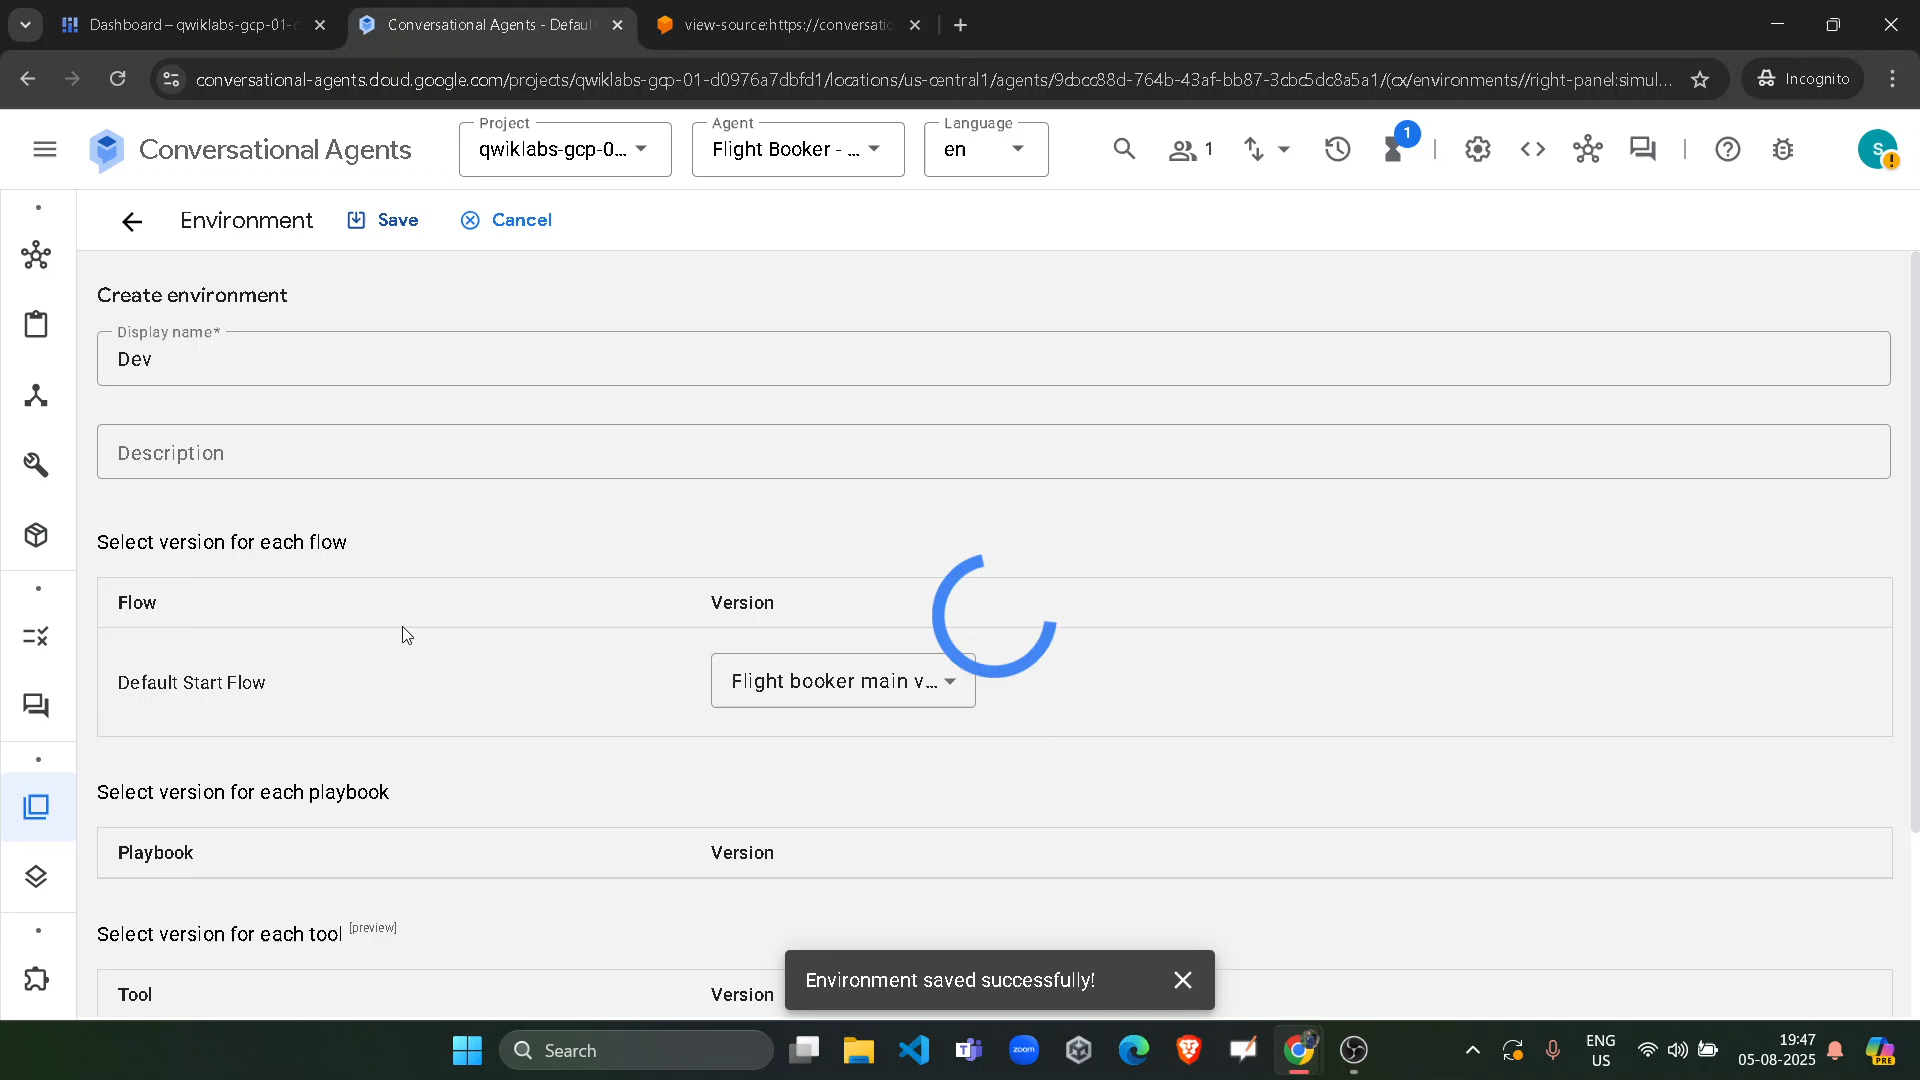 Dashboard – qwiklabs-gcp-01-
Conversational Agents - Defaul
view-source:https://conversatio
conversational-agents.cloud.google.com/projects/qwiklabs-gcp-01-d0976a7dbfd1/locations/us-central1/agents/9cbcc88d-764b-43af-bb87-3cbc5dc8a5a1/(cx/environments//right-panel:simul...
Incognito
Conversational Agents
Project
qwiklabs-gcp-0...
Agent
Flight Booker - ...
Language
en
1
1
S
Environment
Save
Cancel
Create environment
Display name*
Dev
Description
Select version for each flow
Flow
Version
Default Start Flow
Flight booker main v...
Select version for each playbook
Playbook
Version
Select version for each tool [preview]
Tool
Version
Environment saved successfully!
Search
zoom
ENG
US
19:47
05-08-2025
PRE